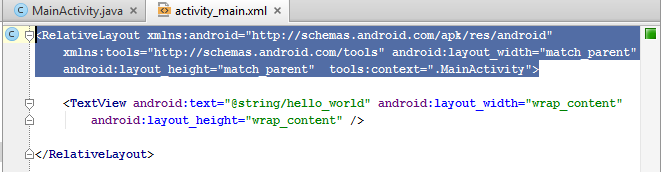 MainActivity.java × activity_main.xml ×
<RelativeLayout xmlns:android="http://schemas.android.com/apk/res/android"
xmlns:tools="http://schemas.android.com/tools" android:layout_width="match_parent"
android:layout_height="match_parent"  tools:context=".MainActivity">
<TextView android:text="@string/hello_world" android:layout_width="wrap_content"
android:layout_height="wrap_content" />
</RelativeLayout>